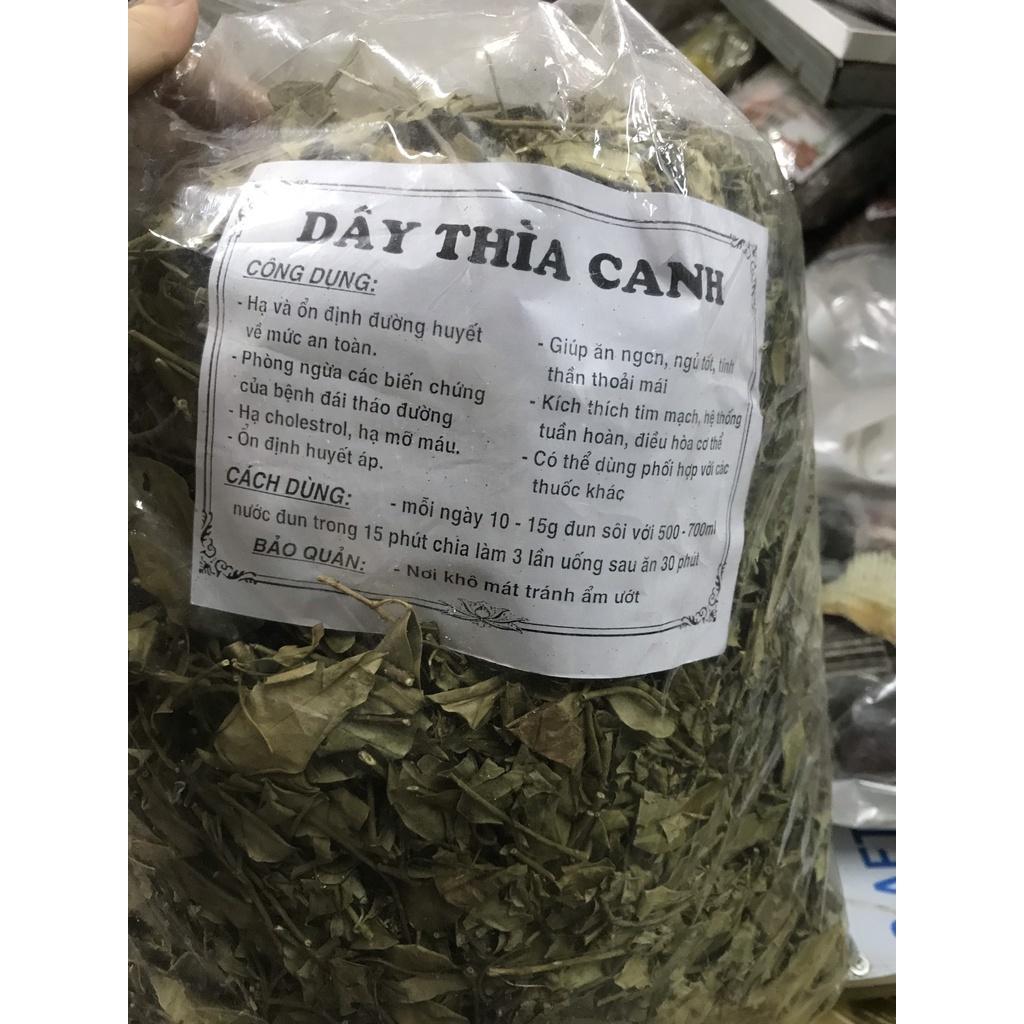 DÂY THÌA CANH
CÔNG DỤNG:
- Hạ và ổn định đường huyết
về mức an toàn.
- Phòng ngừa các biến chứng
của bệnh đái tháo đường
- Hạ cholestrol, hạ mỡ máu.
- Ổn định huyết áp.
- Giúp ăn ngon, ngủ tốt, tinh
thần thoải mái
- Kích thích tim mạch, hệ thống
tuần hoàn, điều hòa cơ thể
- Có thể dùng phối hợp với các
thuốc khác
CÁCH DÙNG: - mỗi ngày 10 - 15g đun sôi với 500-700ml
nước đun trong 15 phút chia làm 3 lần uống sau ăn 30 phút
BẢO QUẢN: - Nơi khô mát tránh ẩm ướt